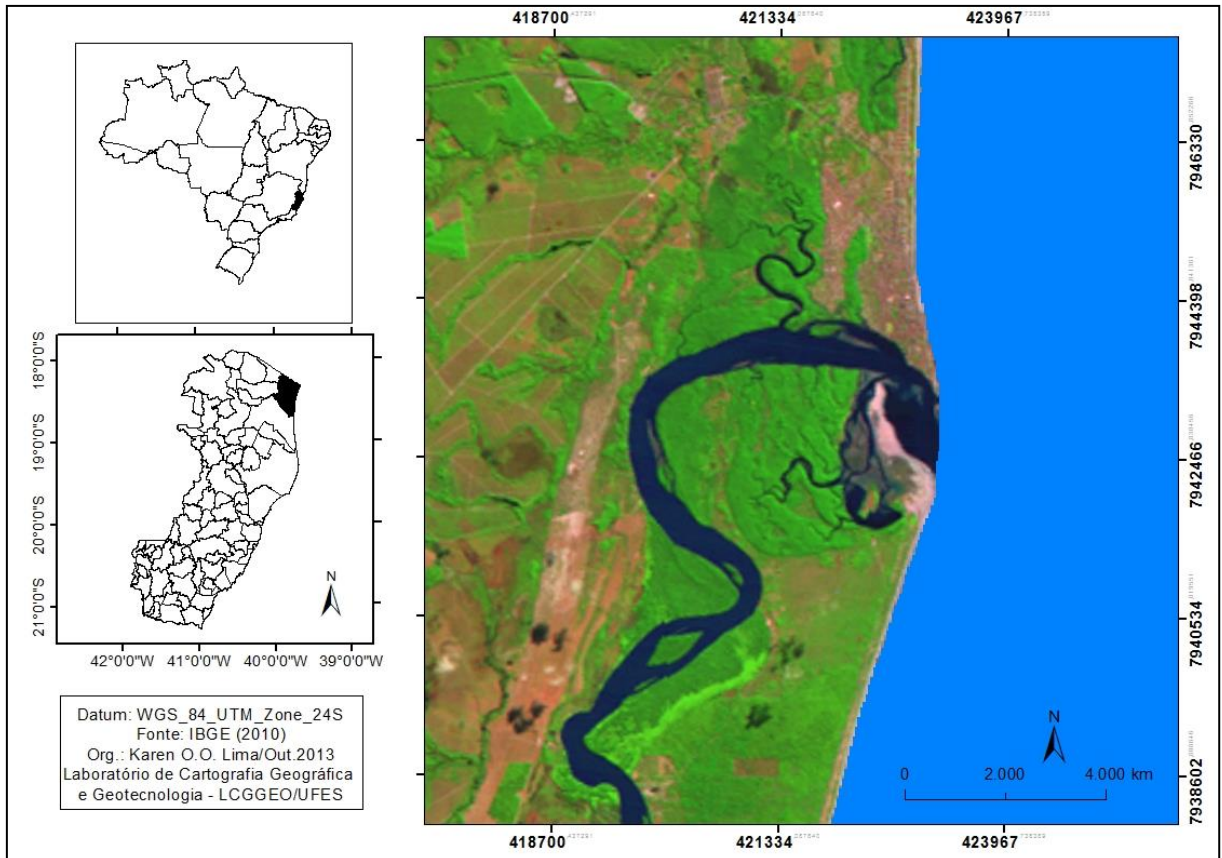 418700
421334
423967
7946330
7944398
7942466
7940534
7938602
18°0'0"S
19°0'0"S
20°0'0"S
21°0'0"S
N
42°0'0"W
41°0'0"W
40°0'0"W
39°0'0"W
Datum: WGS_84_UTM_Zone_24S
Fonte: IBGE (2010)
Org.: Karen O.O. Lima/Out.2013
Laboratório de Cartografia Geográfica
e Geotecnologia - LCGGEO/UFES
N
0 2.000 4.000 km
418700
421334
423967